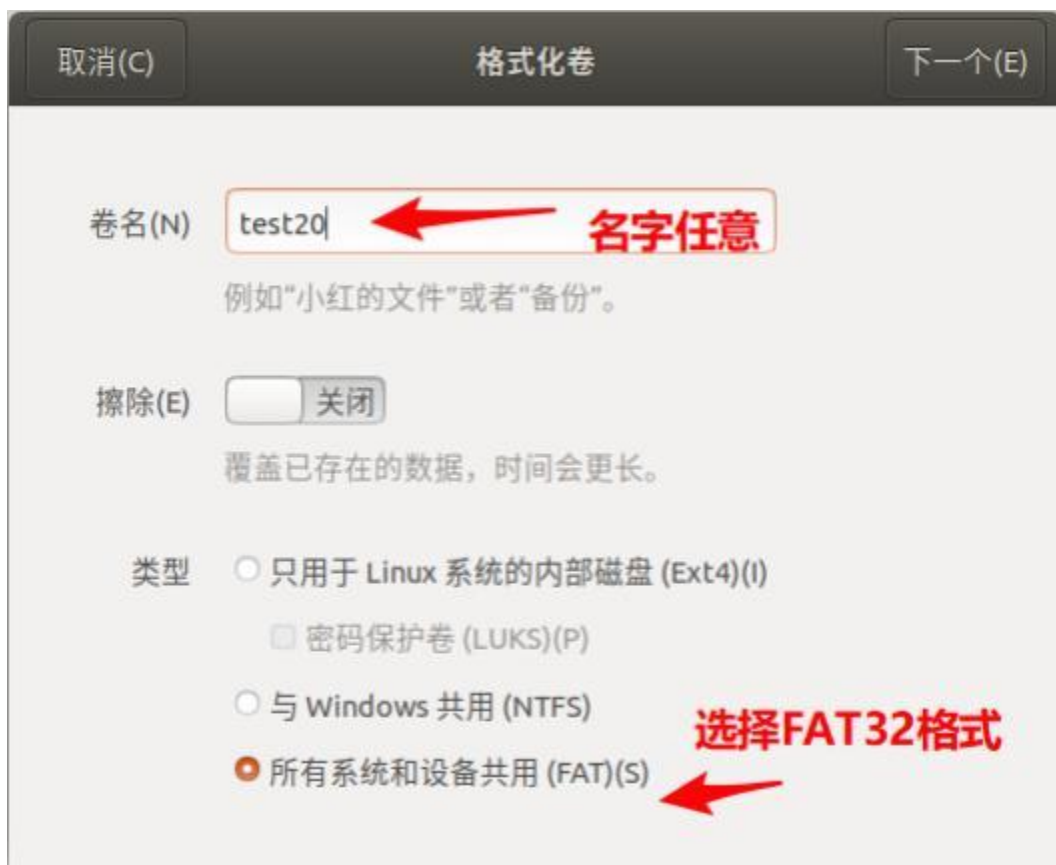 取消(C) 格式化卷 下一个(E)
卷名(N) test20 名字任意
例如“小红的文件”或者“备份”。
擦除(E) 关闭
覆盖已存在的数据，时间会更长。
类型 只用于 Linux 系统的内部磁盘 (Ext4)(I)
密码保护卷 (LUKS)(P)
与 Windows 共用 (NTFS)
选择FAT32格式
所有系统和设备共用 (FAT)(S)